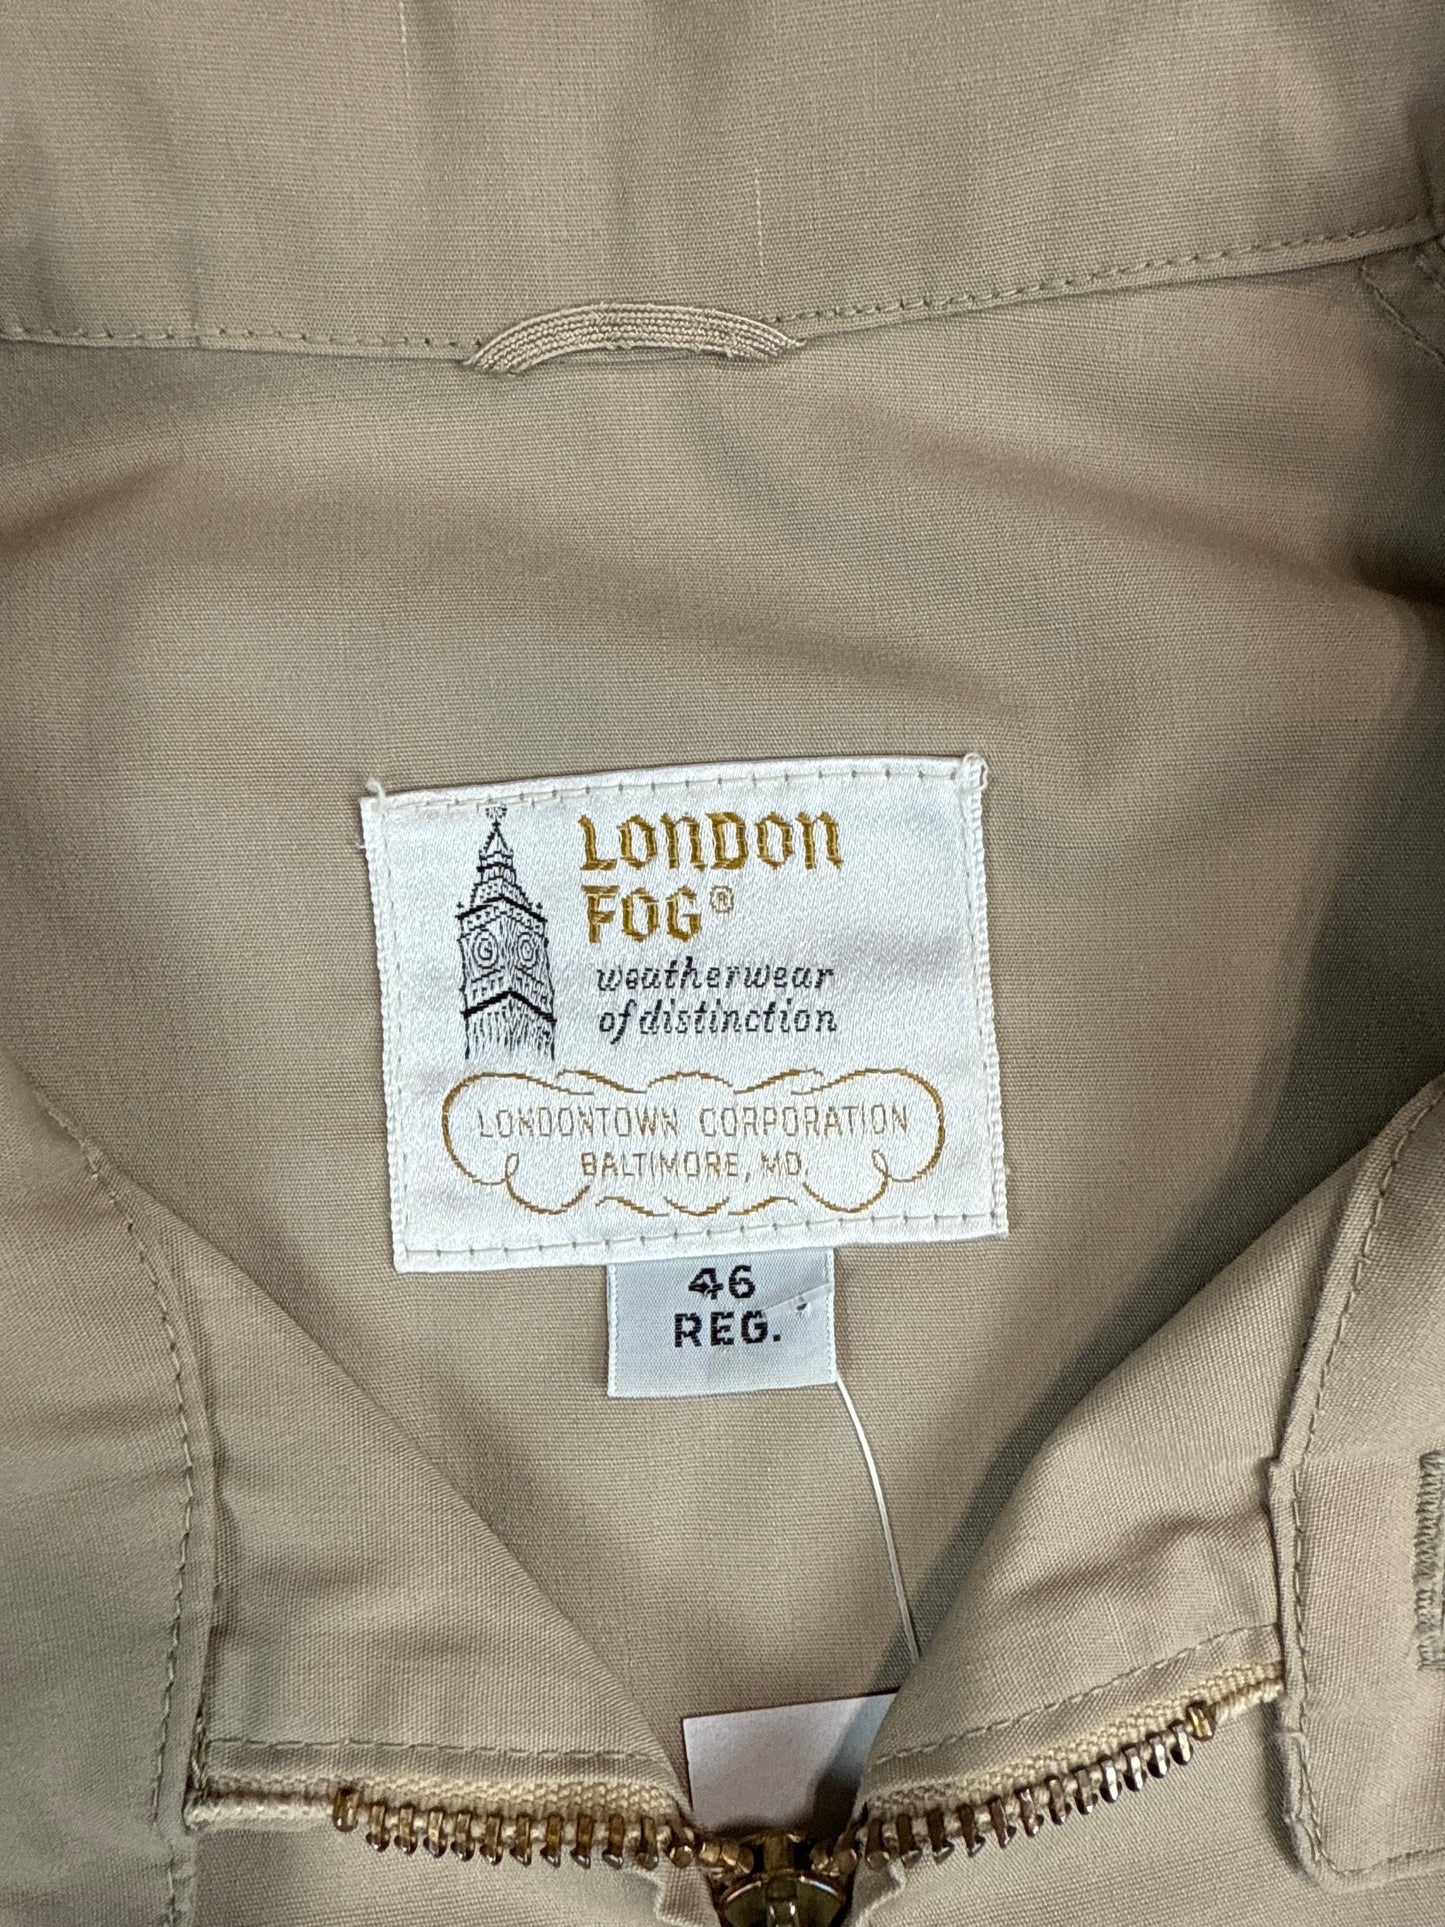 LONDON
FOG®
weatherwear
of distinction
LONDONTOWN CORPORATION
BALTIMORE, MD.
46
REG.